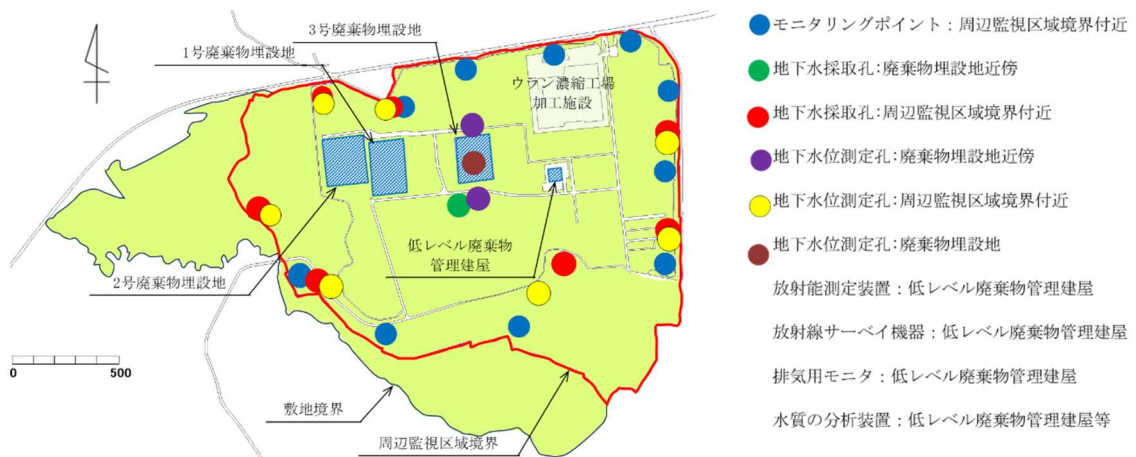 3号廃棄物埋設地
1号廃棄物埋設地
ウラン濃縮工場
加工施設
低レベル廃棄物
管理建屋
2号廃棄物埋設地
0
500
敷地境界
周辺監視区域境界
モニタリングポイント：周辺監視区域境界付近
地下水採取孔:廃棄物埋設地近傍
地下水採取孔:周辺監視区域境界付近
地下水位測定孔:廃棄物埋設地近傍
地下水位測定孔:周辺監視区域境界付近
地下水位測定孔:廃棄物埋設地
放射能測定装置：低レベル廃棄物管理建屋
放射線サーベイ機器：低レベル廃棄物管理建屋
排気用モニタ：低レベル廃棄物管理建屋
水質の分析装置：低レベル廃棄物管理建屋等